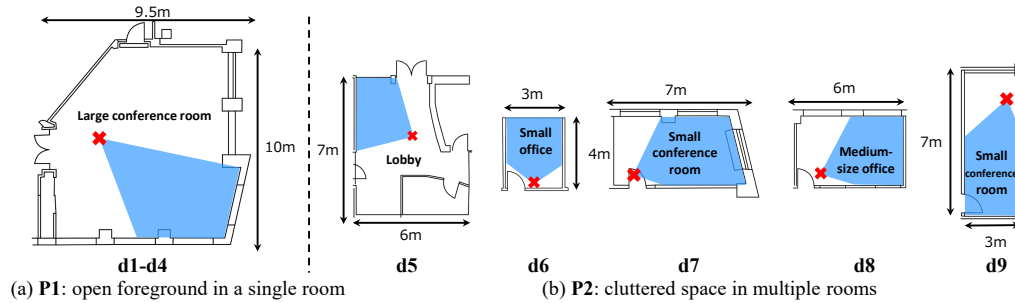 9.5m
Large conference room
10m
d1-d4
(a) P1: open foreground in a single room
7m
Lobby
6m
d5
3m
Small
office
4m
d6
7m
Small
conference
room
d7
6m
Medium-
size office
d8
7m
Small
conference
room
3m
d9
(b) P2: cluttered space in multiple rooms